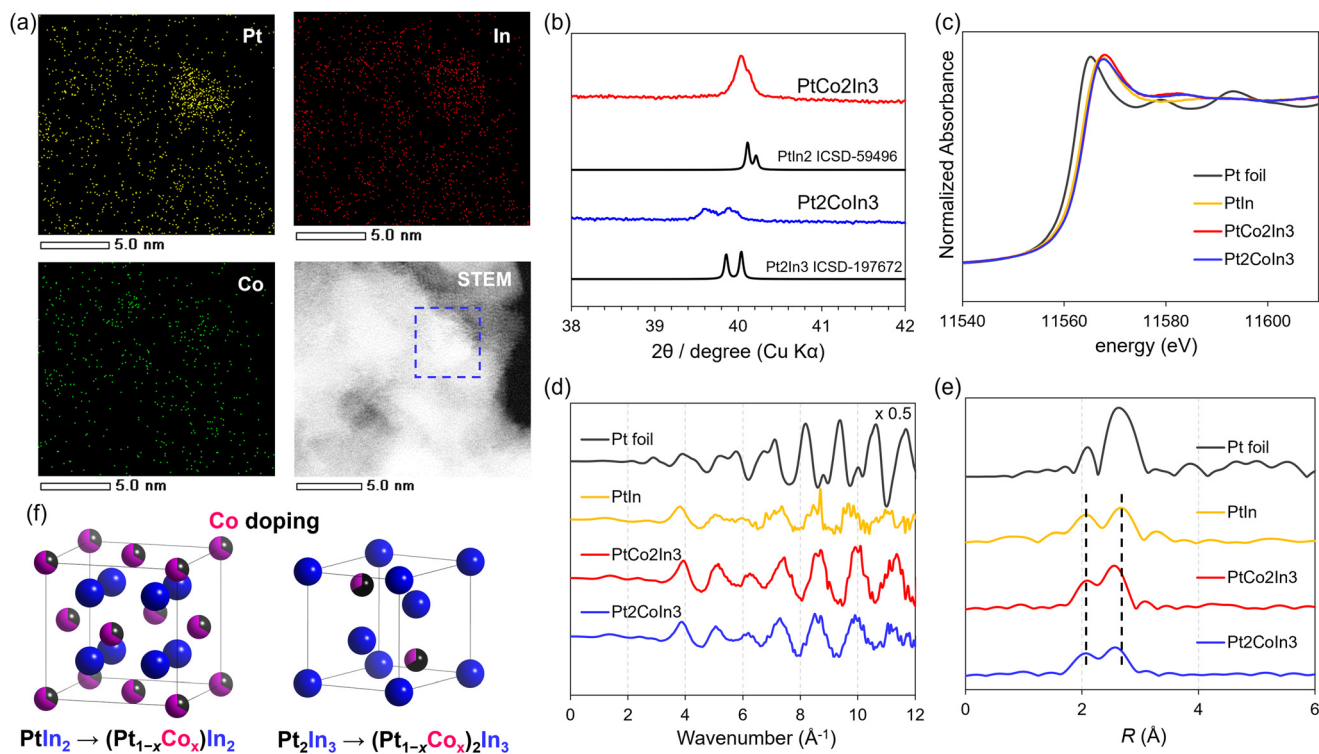 (a)
Pt
In
5.0 nm
5.0 nm
Co
STEM
5.0 nm
5.0 nm
(b)
PtCo2In3
PtIn2 ICSD-59496
Pt2CoIn3
Pt2In3 ICSD-197672
38 39 40 41 42
2θ / degree (Cu Kα)
(c)
Normalized Absorbance
Pt foil
PtIn
PtCo2In3
Pt2CoIn3
11540 11560 11580 11600
energy (eV)
(d)
x 0.5
Pt foil
PtIn
PtCo2In3
Pt2CoIn3
0 2 4 6 8 10 12
Wavenumber (Å-1)
(e)
Pt foil
PtIn
PtCo2In3
Pt2CoIn3
0 2 4 6
R (Å)
(f)
Co doping
PtIn2 → (Pt1−xCox)In2
Pt2In3 → (Pt1−xCox)2In3